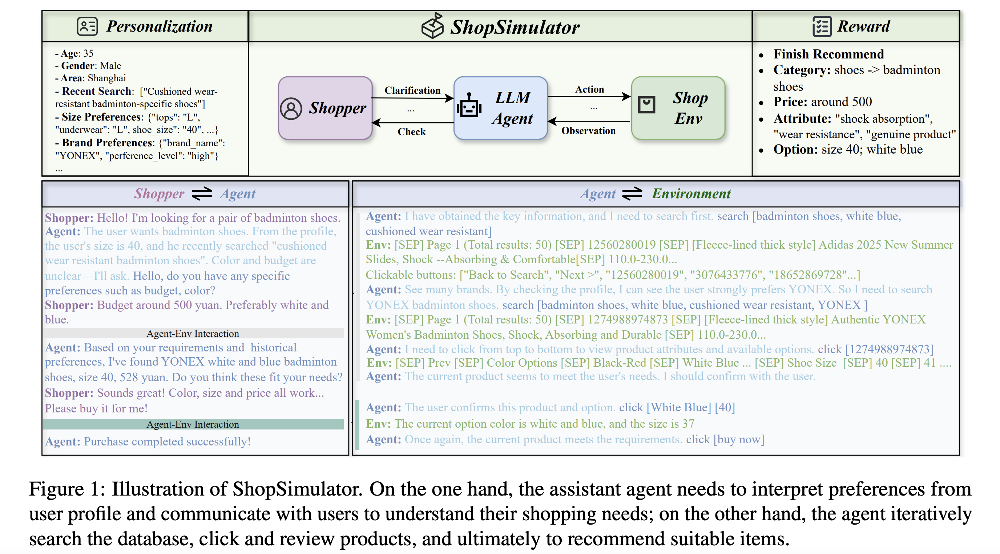 Personalization
- Age: 35
- Gender: Male
- Area: Shanghai
- Recent Search: ["Cushioned wear-
resistant badminton-specific shoes"]
- Size Preferences: {"tops": "L",
"underwear": "L", shoe_size": "40", ...}
- Brand Preferences: {"brand_name":
"YONEX", "perference_level": "high"}
...
ShopSimulator
Shopper
Clarification
...
Check
LLM
Agent
Action
...
Observation
Shop
Env
Reward
• Finish Recommend
• Category: shoes -> badminton
shoes
• Price: around 500
• Attribute: "shock absorption",
"wear resistance", "genuine product"
• Option: size 40; white blue
Shopper ⇌ Agent
Shopper: Hello! I'm looking for a pair of badminton shoes.
Agent: The user wants badminton shoes. From the profile,
the user's size is 40, and he recently searched "cushioned
wear resistant badminton shoes". Color and budget are
unclear—I'll ask. Hello, do you have any specific
preferences such as budget, color?
Shopper: Budget around 500 yuan. Preferably white and
blue.
Agent-Env Interaction
Agent: Based on your requirements and historical
preferences, I've found YONEX white and blue badminton
shoes, size 40, 528 yuan. Do you think these fit your needs?
Shopper: Sounds great! Color, size and price all work...
Please buy it for me!
Agent-Env Interaction
Agent: Purchase completed successfully!
Agent ⇌ Environment
Agent: I have obtained the key information, and I need to search first. search [badminton shoes, white blue,
cushioned wear resistant]
Env: [SEP] Page 1 (Total results: 50) [SEP] 12560280019 [SEP] [Fleece-lined thick style] Adidas 2025 New Summer
Slides, Shock --Absorbing & Comfortable[SEP] 110.0-230.0...
Clickable buttons: ["Back to Search", "Next >", "12560280019", "3076433776", "18652869728"...]
Agent: See many brands. By checking the profile, I can see the user strongly prefers YONEX. So I need to search
YONEX badminton shoes. search [badminton shoes, white blue, cushioned wear resistant, YONEX ]
Env: [SEP] Page 1 (Total results: 50) [SEP] 1274988974873 [SEP] [Fleece-lined thick style] Authentic YONEX
Women's Badminton Shoes, Shock, Absorbing and Durable [SEP] 110.0-230.0...
Agent: I need to click from top to bottom to view product attributes and available options. click [1274988974873]
Env: [SEP] Prev [SEP] Color Options [SEP] Black-Red [SEP] White Blue ... [SEP] Shoe Size [SEP] 40 [SEP] 41 ....
Agent: The current product seems to meet the user's needs. I should confirm with the user.
Agent: The user confirms this product and option. click [White Blue] [40]
Env: The current option color is white and blue, and the size is 37
Agent: Once again, the current product meets the requirements. click [buy now]
Figure 1: Illustration of ShopSimulator. On the one hand, the assistant agent needs to interpret preferences from
user profile and communicate with users to understand their shopping needs; on the other hand, the agent iteratively
search the database, click and review products, and ultimately to recommend suitable items.